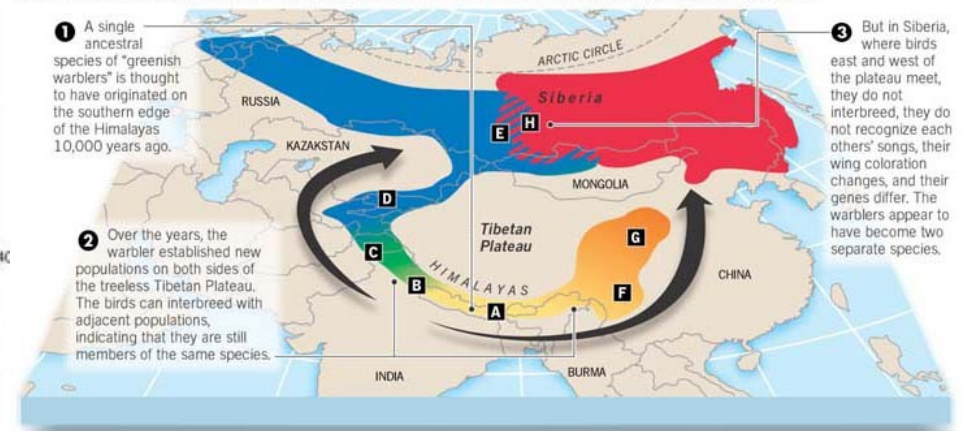 1 A single
ancestral
species of "greenish
warblers" is thought
to have originated on
the southern edge
of the Himalayas
10,000 years ago.
2 Over the years, the
warbler established new
populations on both sides of
the treeless Tibetan Plateau.
The birds can interbreed with
adjacent populations,
indicating that they are still
members of the same species.
3 But in Siberia,
where birds
east and west of
the plateau meet,
they do not
interbreed, they do
not recognize each
others' songs, their
wing coloration
changes, and their
genes differ. The
warblers appear to
have become two
separate species.
ARCTIC CIRCLE
RUSSIA
Siberia
E
H
KAZAKSTAN
MONGOLIA
D
Tibetan
Plateau
C
G
B
HIMALAYAS
F
A
CHINA
INDIA
BURMA
40